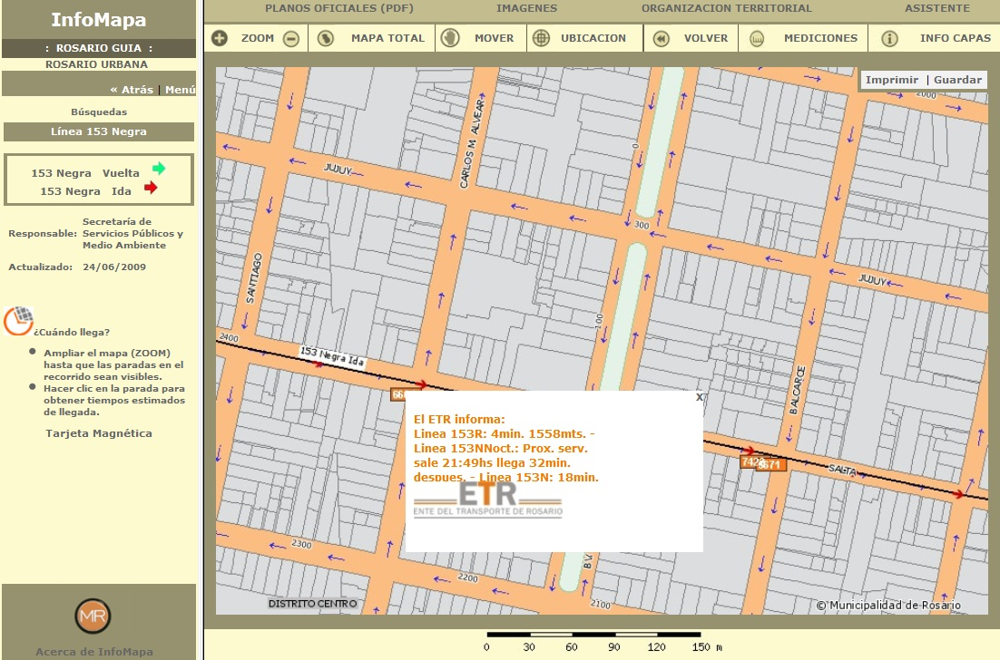 InfoMapa
: ROSARIO GUIA :
ROSARIO URBANA
« Atrás | Menú
Búsquedas
Línea 153 Negra
153 Negra Vuelta
153 Negra Ida
Responsable: Secretaría de Servicios Públicos y Medio Ambiente
Actualizado: 24/06/2009
¿Cuándo llega?
Ampliar el mapa (ZOOM)
hasta que las paradas en el
recorrido sean visibles.
Hacer clic en la parada para
obtener tiempos estimados
de llegada.
Tarjeta Magnética
MR
Acerca de InfoMapa
PLANOS OFICIALES (PDF) IMAGENES ORGANIZACION TERRITORIAL ASISTENTE
ZOOM MAPA TOTAL MOVER UBICACION VOLVER MEDICIONES INFO CAPAS
Imprimir | Guardar
2000
CARLOS M. ALVEAR
0
JUJUY
300
SANTIAGO
JUJUY
100
2400
153 Negra Ida
BALCARCE
X
El ETR informa:
Linea 153R: 4min. 1558mts. -
Linea 153NNoct.: Prox. serv.
sale 21:49hs llega 32min.
despues. - Linea 153N: 18min.
ETR
ENTE DEL TRANSPORTE DE ROSARIO
6671
SALTA
2300
2200
2100
DISTRITO CENTRO
© Municipalidad de Rosario
0 30 60 90 120 150 m